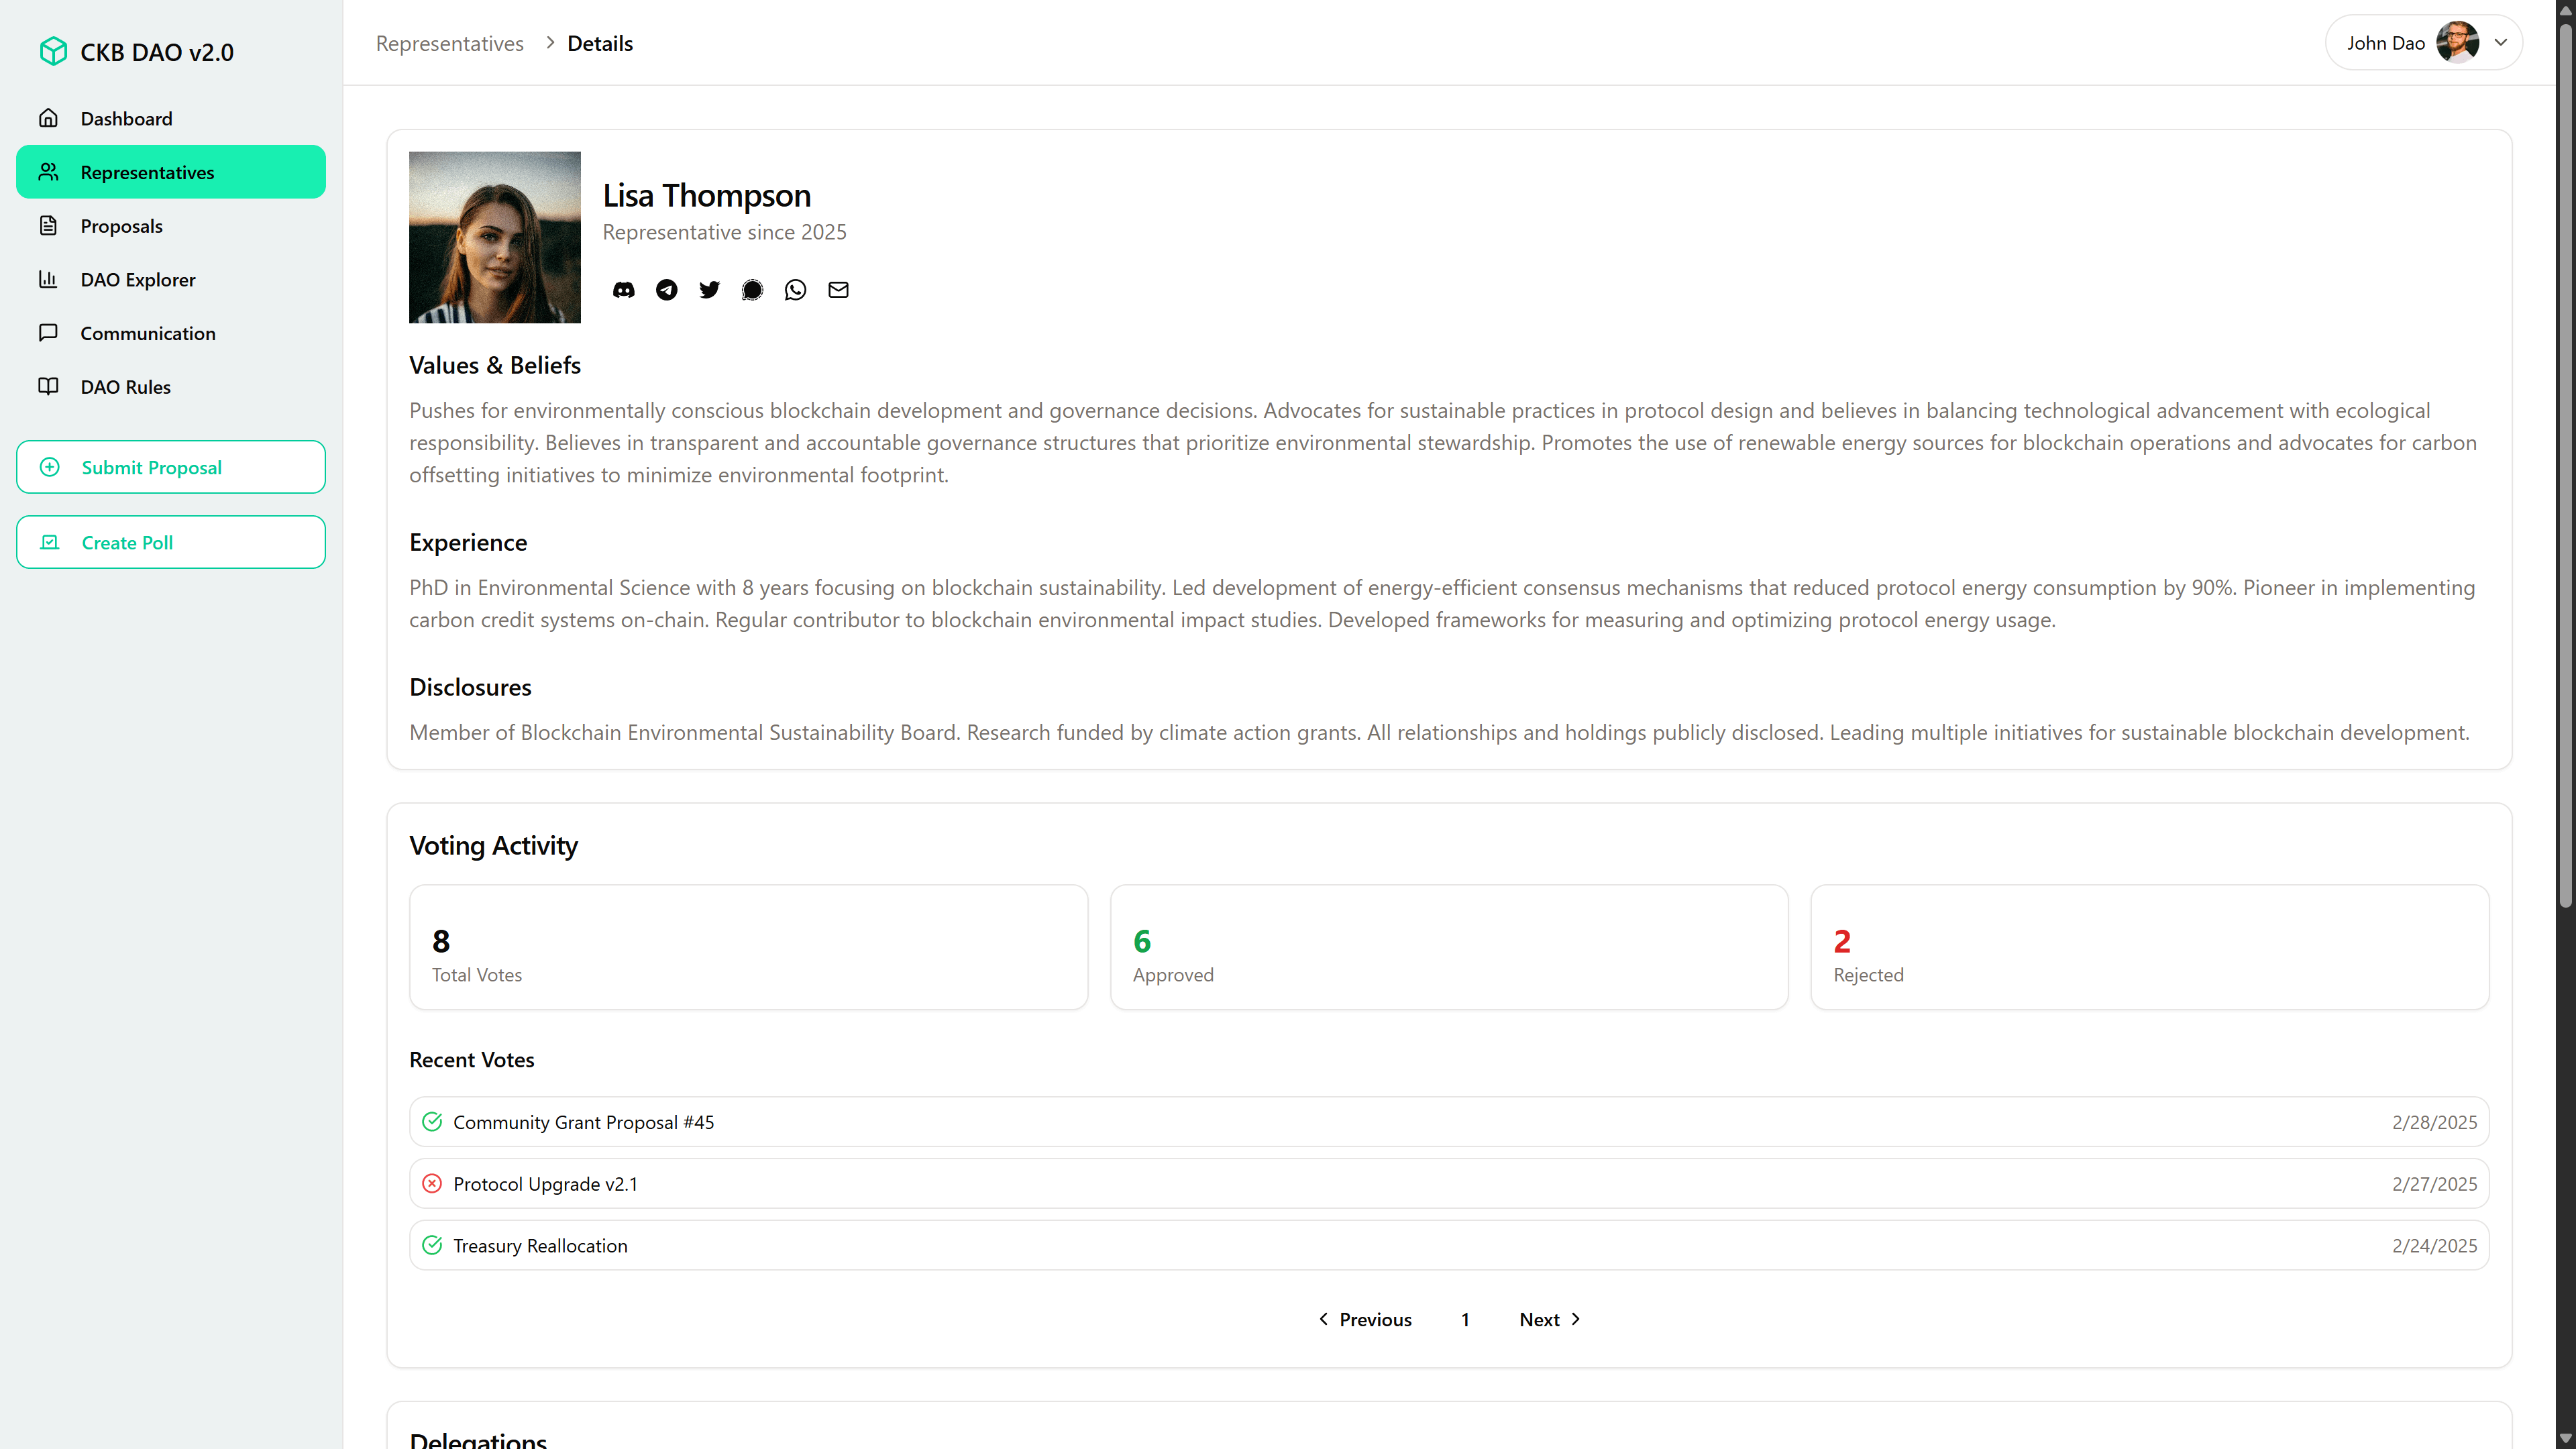 CKB DAO v2.0
Dashboard
Representatives
Proposals
DAO Explorer
Communication
DAO Rules
Submit Proposal
Create Poll
Representatives > Details
John Dao
Lisa Thompson
Representative since 2025
Values & Beliefs
Pushes for environmentally conscious blockchain development and governance decisions. Advocates for sustainable practices in protocol design and believes in balancing technological advancement with ecological
responsibility. Believes in transparent and accountable governance structures that prioritize environmental stewardship. Promotes the use of renewable energy sources for blockchain operations and advocates for carbon
offsetting initiatives to minimize environmental footprint.
Experience
PhD in Environmental Science with 8 years focusing on blockchain sustainability. Led development of energy-efficient consensus mechanisms that reduced protocol energy consumption by 90%. Pioneer in implementing
carbon credit systems on-chain. Regular contributor to blockchain environmental impact studies. Developed frameworks for measuring and optimizing protocol energy usage.
Disclosures
Member of Blockchain Environmental Sustainability Board. Research funded by climate action grants. All relationships and holdings publicly disclosed. Leading multiple initiatives for sustainable blockchain development.
Voting Activity
8
Total Votes
6
Approved
2
Rejected
Recent Votes
Community Grant Proposal #45 2/28/2025
Protocol Upgrade v2.1 2/27/2025
Treasury Reallocation 2/24/2025
Previous 1 Next
Delegations